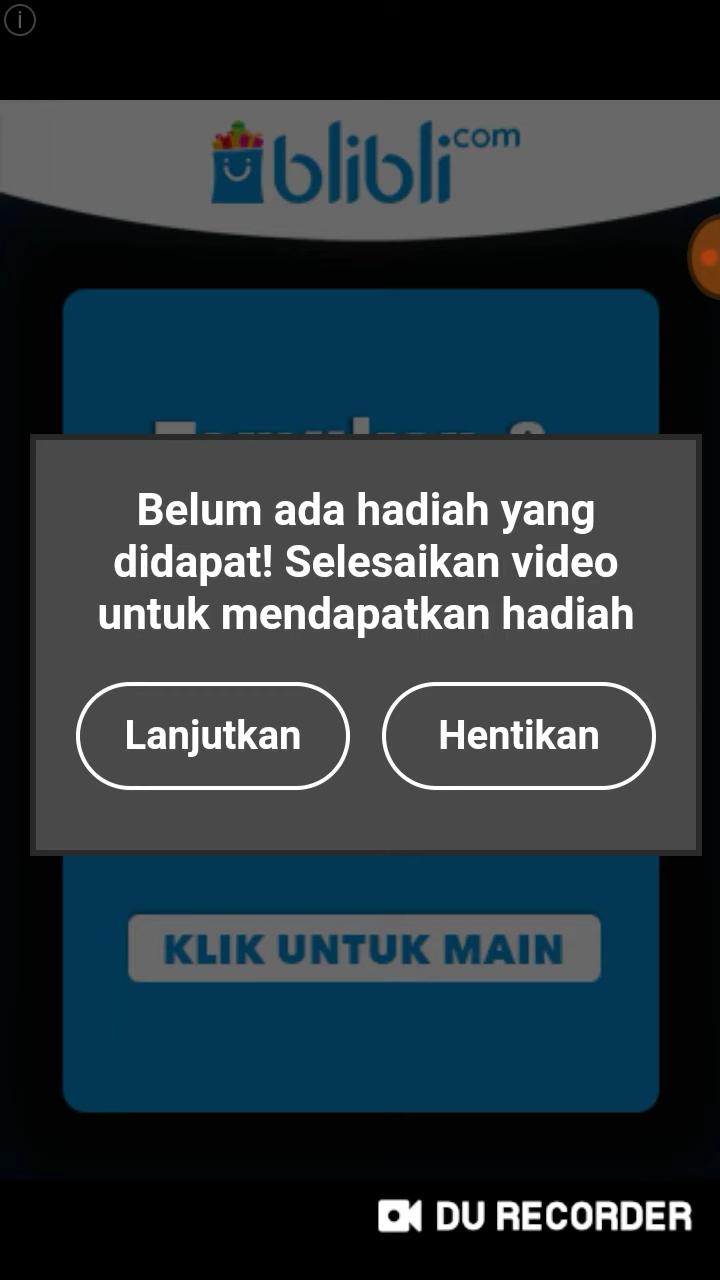 blibli.com
Belum ada hadiah yang
didapat! Selesaikan video
untuk mendapatkan hadiah
Lanjutkan
Hentikan
KLIK UNTUK MAIN
DU RECORDER